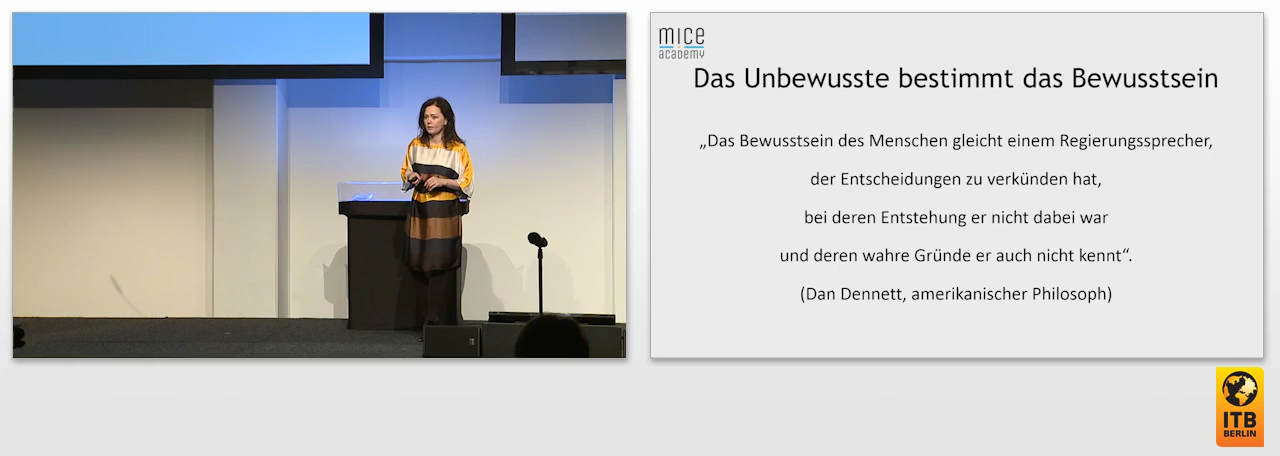 mice
academy
Das Unbewusste bestimmt das Bewusstsein
„Das Bewusstsein des Menschen gleicht einem Regierungssprecher,
der Entscheidungen zu verkünden hat,
bei deren Entstehung er nicht dabei war
und deren wahre Gründe er auch nicht kennt“.
(Dan Dennett, amerikanischer Philosoph)
ITB
BERLIN